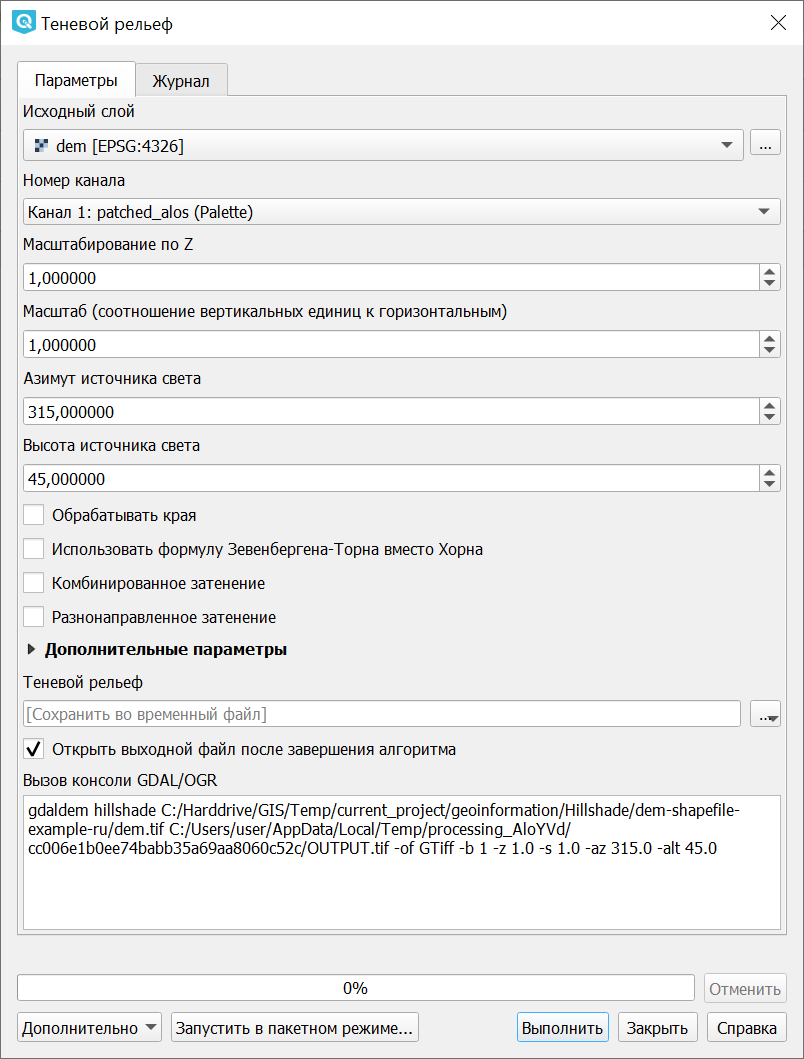 Теневой рельеф
Параметры
Журнал
Исходный слой
dem [EPSG:4326]
...
Номер канала
Канал 1: patched_alos (Palette)
Масштабирование по Z
1,000000
Масштаб (соотношение вертикальных единиц к горизонтальным)
1,000000
Азимут источника света
315,000000
Высота источника света
45,000000
Обрабатывать края
Использовать формулу Зевенбергена-Торна вместо Хорна
Комбинированное затенение
Разнонаправленное затенение
Дополнительные параметры
Теневой рельеф
[Сохранить во временный файл]
...
Открыть выходной файл после завершения алгоритма
Вызов консоли GDAL/OGR
gdaldem hillshade C:/Harddrive/GIS/Temp/current_project/geoinformation/Hillshade/dem-shapefile-
example-ru/dem.tif C:/Users/user/AppData/Local/Temp/processing_AloYVd/
cc006e1b0ee74babb35a69aa8060c52c/OUTPUT.tif -of GTiff -b 1 -z 1.0 -s 1.0 -az 315.0 -alt 45.0
0%
Отменить
Дополнительно
Запустить в пакетном режиме...
Выполнить
Закрыть
Справка